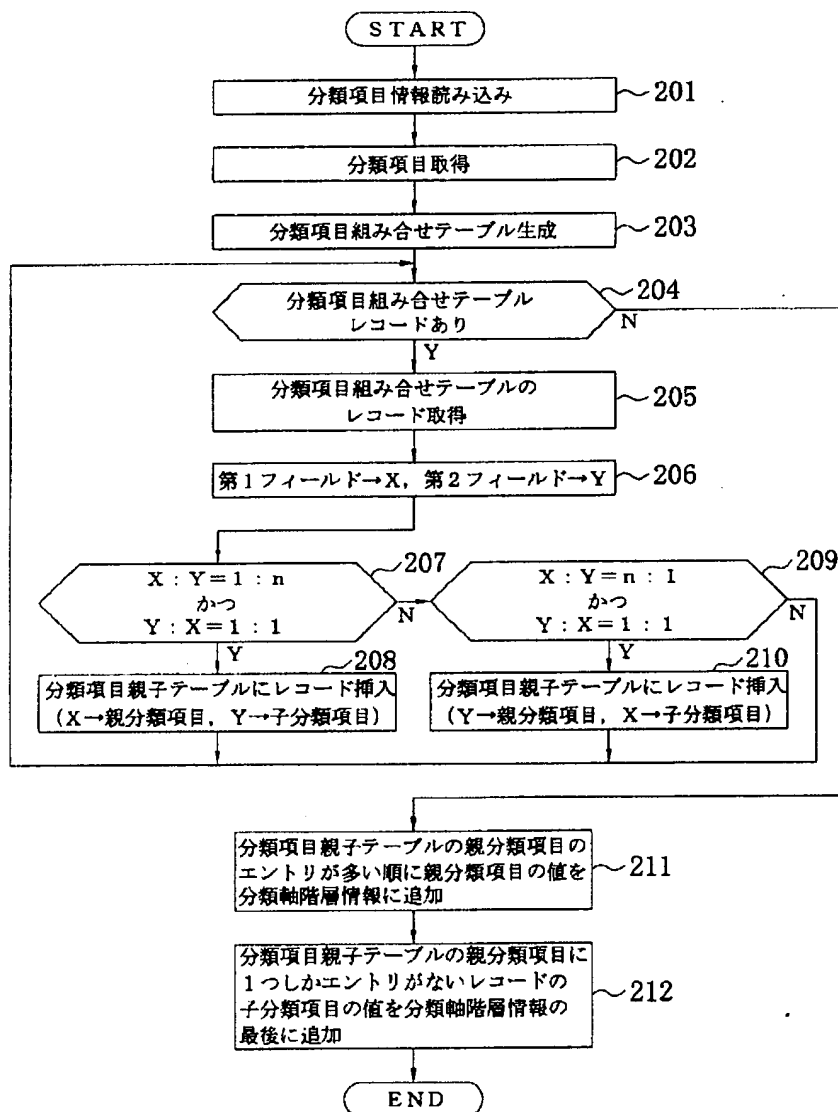 START
分類項目情報読み込み
201
分類項目取得
202
分類項目組み合せテーブル生成
203
分類項目組み合せテーブル
レコードあり
204
N
Y
分類項目組み合せテーブルの
レコード取得
205
第1フィールド→X, 第2フィールド→Y
206
X:Y=1:n
かつ
Y:X=1:1
207
N
Y
X:Y=n:1
かつ
Y:X=1:1
209
N
Y
208
分類項目親子テーブルにレコード挿入
(X→親分類項目, Y→子分類項目)
210
分類項目親子テーブルにレコード挿入
(Y→親分類項目, X→子分類項目)
分類項目親子テーブルの親分類項目の
エントリが多い順に親分類項目の値を
分類軸階層情報に追加
211
分類項目親子テーブルの親分類項目に
1つしかエントリがないレコードの
子分類項目の値を分類軸階層情報の
最後に追加
212
END